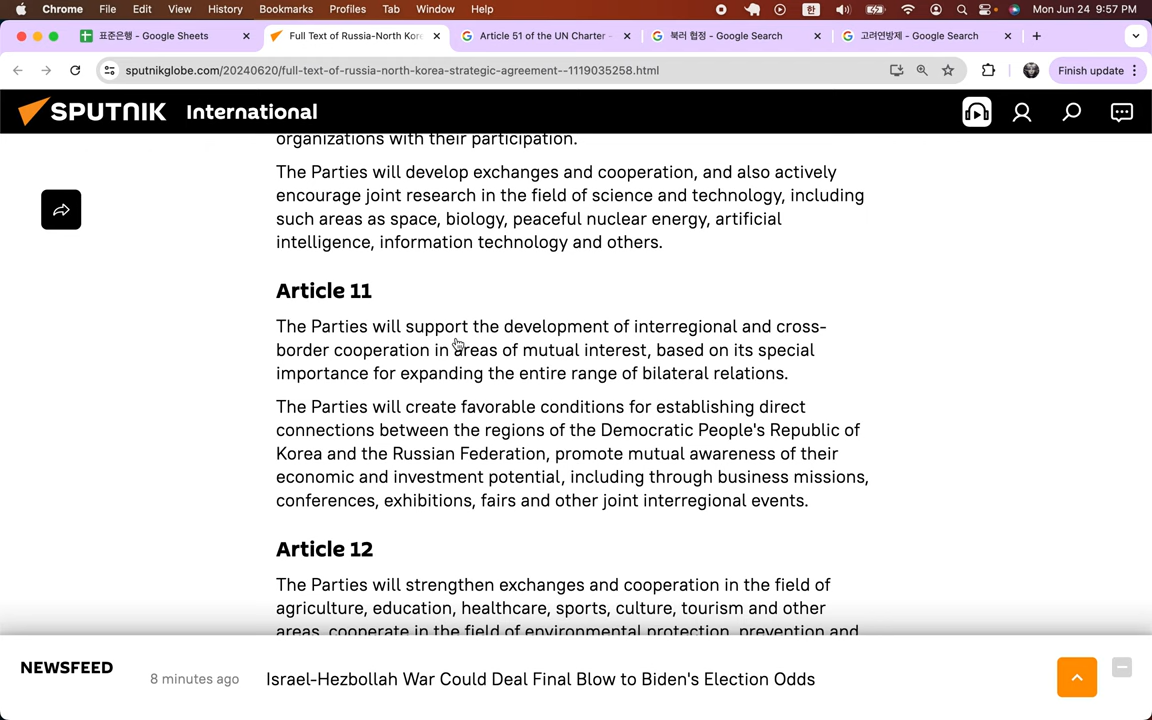 Chrome File Edit View History Bookmarks Profiles Tab Window Help 한 Mon Jun 24 9:57 PM
표준은행 - Google Sheets Full Text of Russia-North Kor Article 51 of the UN Charter - 북러 협정 - Google Search 고려연방제 - Google Search
sputnikglobe.com/20240620/full-text-of-russia-north-korea-strategic-agreement--1119035258.html Finish update
SPUTNIK International
organizations with their participation.
The Parties will develop exchanges and cooperation, and also actively
encourage joint research in the field of science and technology, including
such areas as space, biology, peaceful nuclear energy, artificial
intelligence, information technology and others.
Article 11
The Parties will support the development of interregional and cross-
border cooperation in areas of mutual interest, based on its special
importance for expanding the entire range of bilateral relations.
The Parties will create favorable conditions for establishing direct
connections between the regions of the Democratic People's Republic of
Korea and the Russian Federation, promote mutual awareness of their
economic and investment potential, including through business missions,
conferences, exhibitions, fairs and other joint interregional events.
Article 12
The Parties will strengthen exchanges and cooperation in the field of
agriculture, education, healthcare, sports, culture, tourism and other
areas, cooperate in the field of environmental protection, prevention and
NEWSFEED 8 minutes ago Israel-Hezbollah War Could Deal Final Blow to Biden's Election Odds